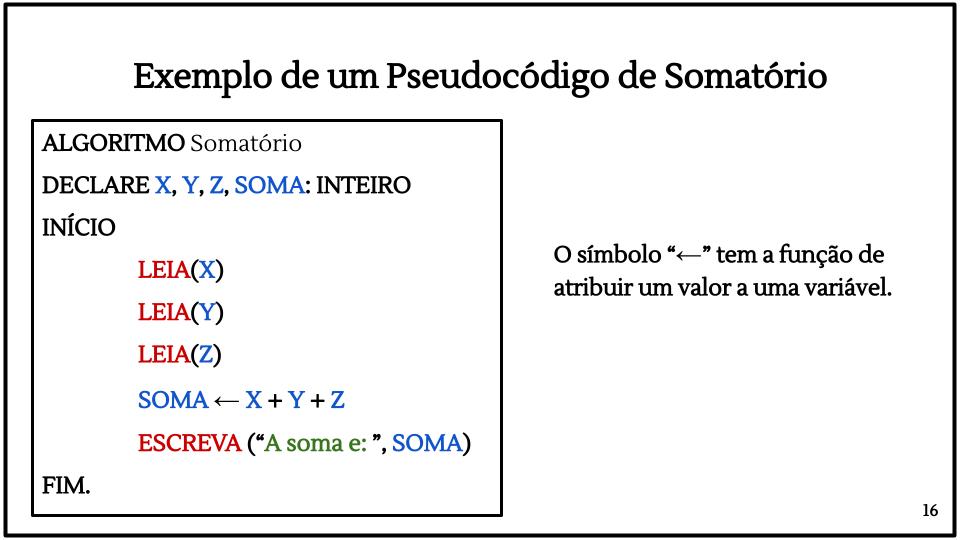 Exemplo de um Pseudocódigo de Somatório
ALGORITMO Somatório
DECLARE X, Y, Z, SOMA: INTEIRO
INÍCIO
LEIA(X)
LEIA(Y)
LEIA(Z)
SOMA ← X + Y + Z
ESCREVA (“A soma e: ”, SOMA)
FIM.
O símbolo “←” tem a função de
atribuir um valor a uma variável.
16